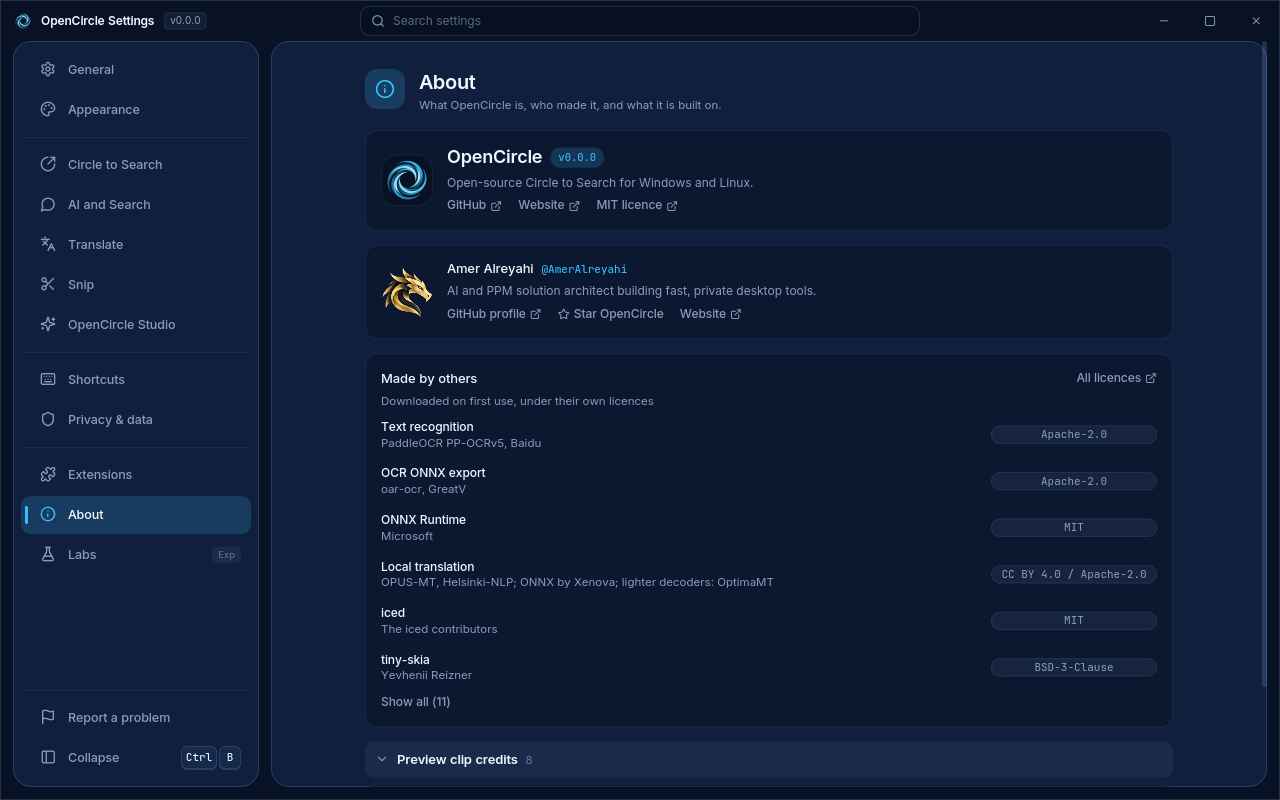 OpenCircle Settings v0.0.0
Search settings
General
Appearance
Circle to Search
AI and Search
Translate
Snip
OpenCircle Studio
Shortcuts
Privacy & data
Extensions
About
Labs Exp
Report a problem
Collapse Ctrl B
About
What OpenCircle is, who made it, and what it is built on.
OpenCircle v0.0.0
Open-source Circle to Search for Windows and Linux.
GitHub Website MIT licence
Amer Alreyahi @AmerAlreyahi
AI and PPM solution architect building fast, private desktop tools.
GitHub profile Star OpenCircle Website
Made by others All licences
Downloaded on first use, under their own licences
Text recognition
PaddleOCR PP-OCRv5, Baidu
Apache-2.0
OCR ONNX export
oar-ocr, GreatV
Apache-2.0
ONNX Runtime
Microsoft
MIT
Local translation
OPUS-MT, Helsinki-NLP; ONNX by Xenova; lighter decoders: OptimaMT
CC BY 4.0 / Apache-2.0
iced
The iced contributors
MIT
tiny-skia
Yevhenii Reizner
BSD-3-Clause
Show all (11)
Preview clip credits 8